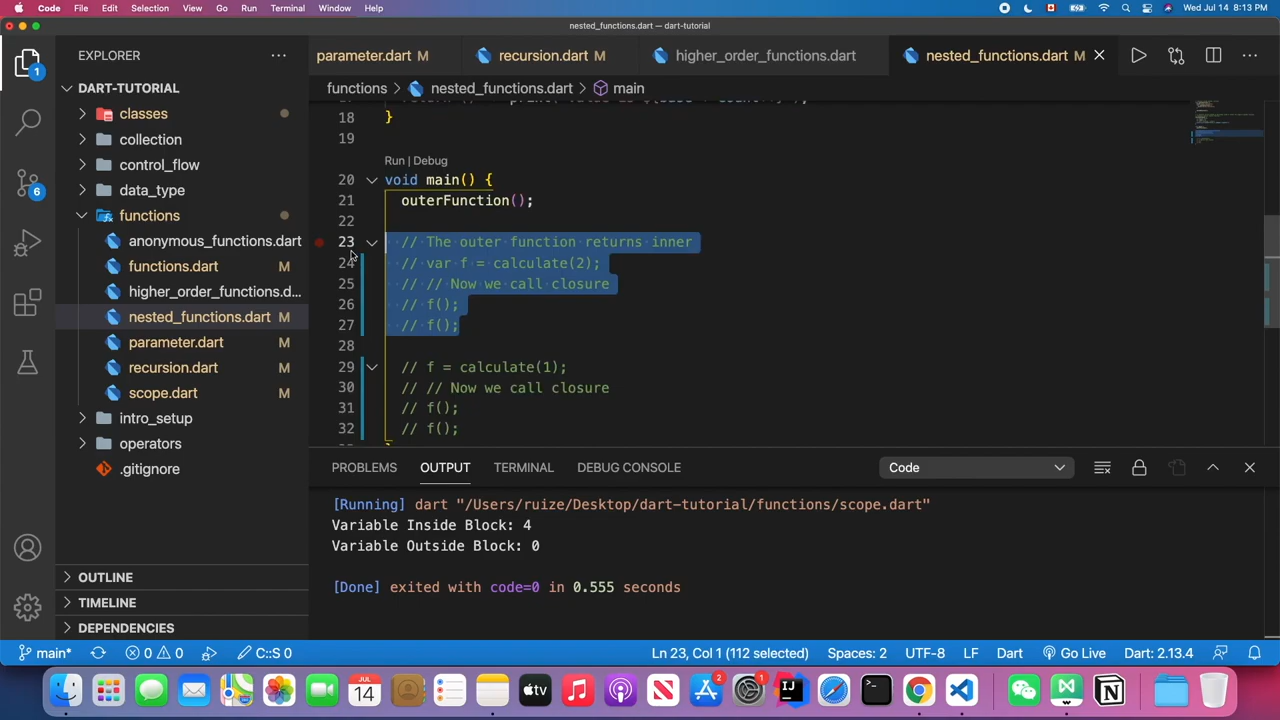 Code File Edit Selection View Go Run Terminal Window Help Wed Jul 14 8:13 PM
nested_functions.dart — dart-tutorial
EXPLORER
parameter.dart M
recursion.dart M
higher_order_functions.dart
nested_functions.dart M
functions > nested_functions.dart > main
DART-TUTORIAL
classes
collection
control_flow
data_type
functions
anonymous_functions.dart
functions.dart M
higher_order_functions.d...
nested_functions.dart M
parameter.dart M
recursion.dart M
scope.dart M
intro_setup
operators
.gitignore
OUTLINE
TIMELINE
DEPENDENCIES
1
6
18 }
19
Run | Debug
20 void main() {
21 outerFunction();
22
23 // The outer function returns inner
24 // var f = calculate(2);
25 // // Now we call closure
26 // f();
27 // f();
28
29 // f = calculate(1);
30 // // Now we call closure
31 // f();
32 // f();
PROBLEMS OUTPUT TERMINAL DEBUG CONSOLE Code
[Running] dart "/Users/ruize/Desktop/dart-tutorial/functions/scope.dart"
Variable Inside Block: 4
Variable Outside Block: 0
[Done] exited with code=0 in 0.555 seconds
main* 0 0 C::S 0 Ln 23, Col 1 (112 selected) Spaces: 2 UTF-8 LF Dart Go Live Dart: 2.13.4
JUL
14
tv
2
1
IJ